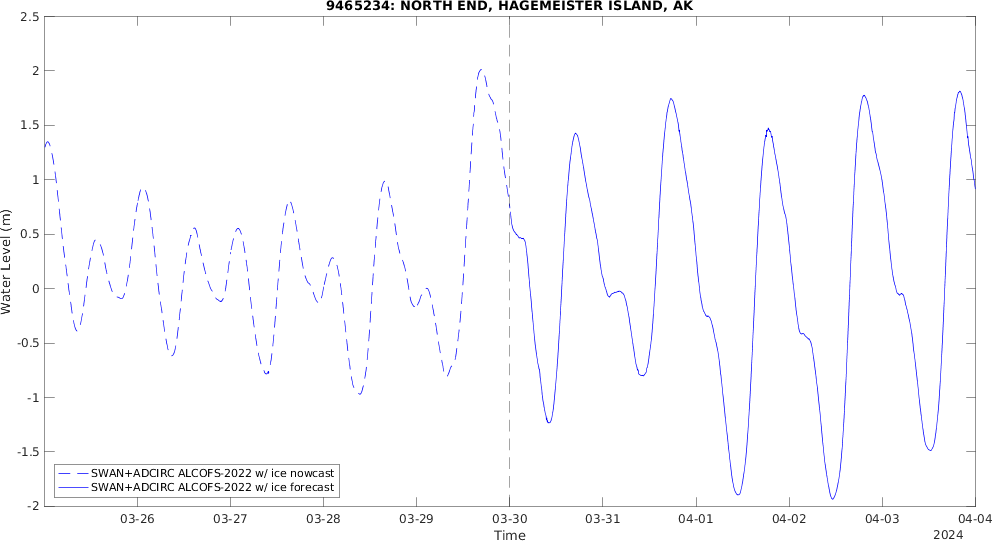 9465234: NORTH END, HAGEMEISTER ISLAND, AK
2.5
2
1.5
1
0.5
0
-0.5
-1
-1.5
-2
Water Level (m)
SWAN+ADCIRC ALCOFS-2022 w/ ice nowcast
SWAN+ADCIRC ALCOFS-2022 w/ ice forecast
03-26 03-27 03-28 03-29 03-30 03-31 04-01 04-02 04-03 04-04
Time
2024